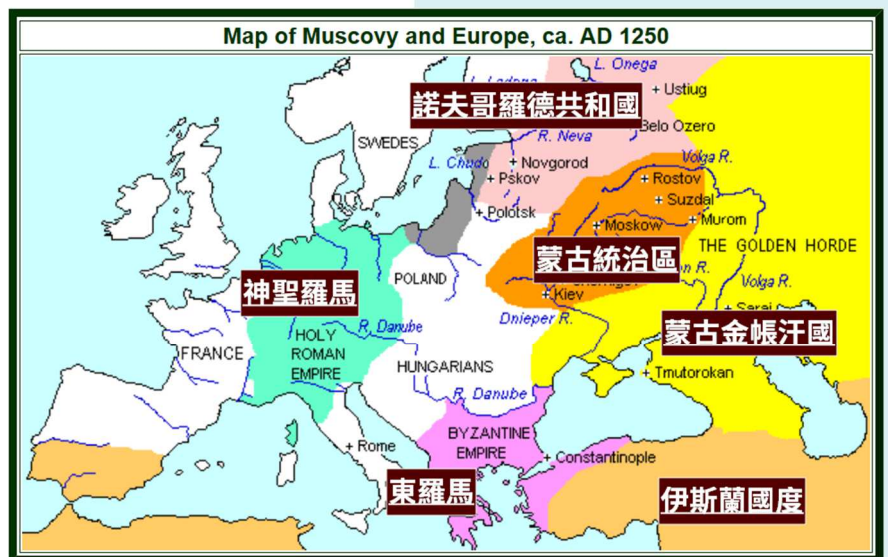 Map of Muscovy and Europe, ca. AD 1250
L. Onega
L. Ladoga
Ustiug
諾夫哥羅德共和國
Belo Ozero
R. Neva
SWEDES
L. Chudo
Novgorod
Volga R.
Pskov
Rostov
Suzdal
Polotsk
Murom
Moskow
THE GOLDEN HORDE
蒙古統治區
POLAND
神聖羅馬
Kiev
Volga R.
Dnieper R.
Sarai
蒙古金帳汗國
R. Danube
HOLY
ROMAN
EMPIRE
FRANCE
HUNGARIANS
Tmutorokan
R. Danube
BYZANTINE
EMPIRE
Rome
Constantinople
東羅馬
伊斯蘭國度